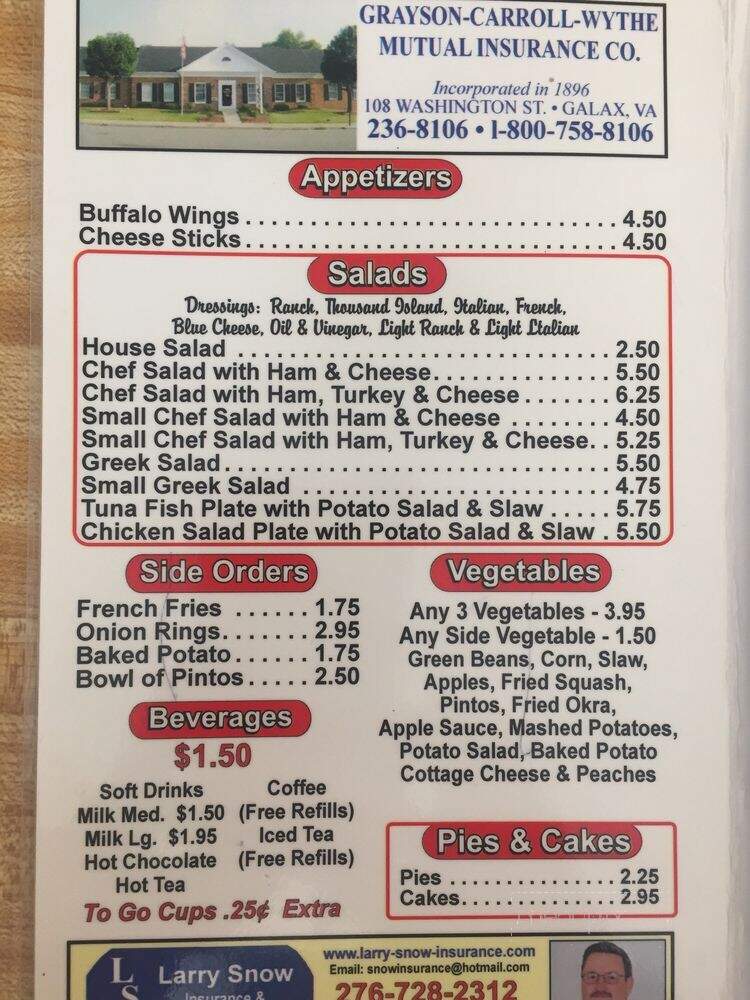 GRAYSON-CARROLL-WYTHE
MUTUAL INSURANCE CO.
Incorporated in 1896
108 WASHINGTON ST. • GALAX, VA
236-8106 • 1-800-758-8106
Appetizers
Buffalo Wings . . . . . . . . . . . . . . . . . . . . . . . . . . . . . . 4.50
Cheese Sticks . . . . . . . . . . . . . . . . . . . . . . . . . . . . . . 4.50
Salads
Dressings: Ranch, Thousand Island, Italian, French,
Blue Cheese, Oil & Vinegar, Light Ranch & Light Ltalian
House Salad . . . . . . . . . . . . . . . . . . . . . . . . . . . . . . 2.50
Chef Salad with Ham & Cheese. . . . . . . . . . . . . . 5.50
Chef Salad with Ham, Turkey & Cheese . . . . . . . 6.25
Small Chef Salad with Ham & Cheese . . . . . . . . 4.50
Small Chef Salad with Ham, Turkey & Cheese. . 5.25
Greek Salad. . . . . . . . . . . . . . . . . . . . . . . . . . . . . . 5.50
Small Greek Salad . . . . . . . . . . . . . . . . . . . . . . . . 4.75
Tuna Fish Plate with Potato Salad & Slaw . . . . . 5.75
Chicken Salad Plate with Potato Salad & Slaw . 5.50
Side Orders
French Fries . . . . . . 1.75
Onion Rings. . . . . . . 2.95
Baked Potato. . . . . . 1.75
Bowl of Pintos. . . . . 2.50
Vegetables
Any 3 Vegetables - 3.95
Any Side Vegetable - 1.50
Green Beans, Corn, Slaw,
Apples, Fried Squash,
Pintos, Fried Okra,
Apple Sauce, Mashed Potatoes,
Potato Salad, Baked Potato
Cottage Cheese & Peaches
Beverages
$1.50
Soft Drinks
Milk Med. $1.50
Milk Lg. $1.95
Hot Chocolate
Hot Tea
Coffee
(Free Refills)
Iced Tea
(Free Refills)
To Go Cups .25¢ Extra
Pies & Cakes
Pies . . . . . . . . . . . . . . . . 2.25
Cakes. . . . . . . . . . . . . . . 2.95
LS
Larry Snow
Insurance &
www.larry-snow-insurance.com
Email: snowinsurance@hotmail.com
276-728-2312